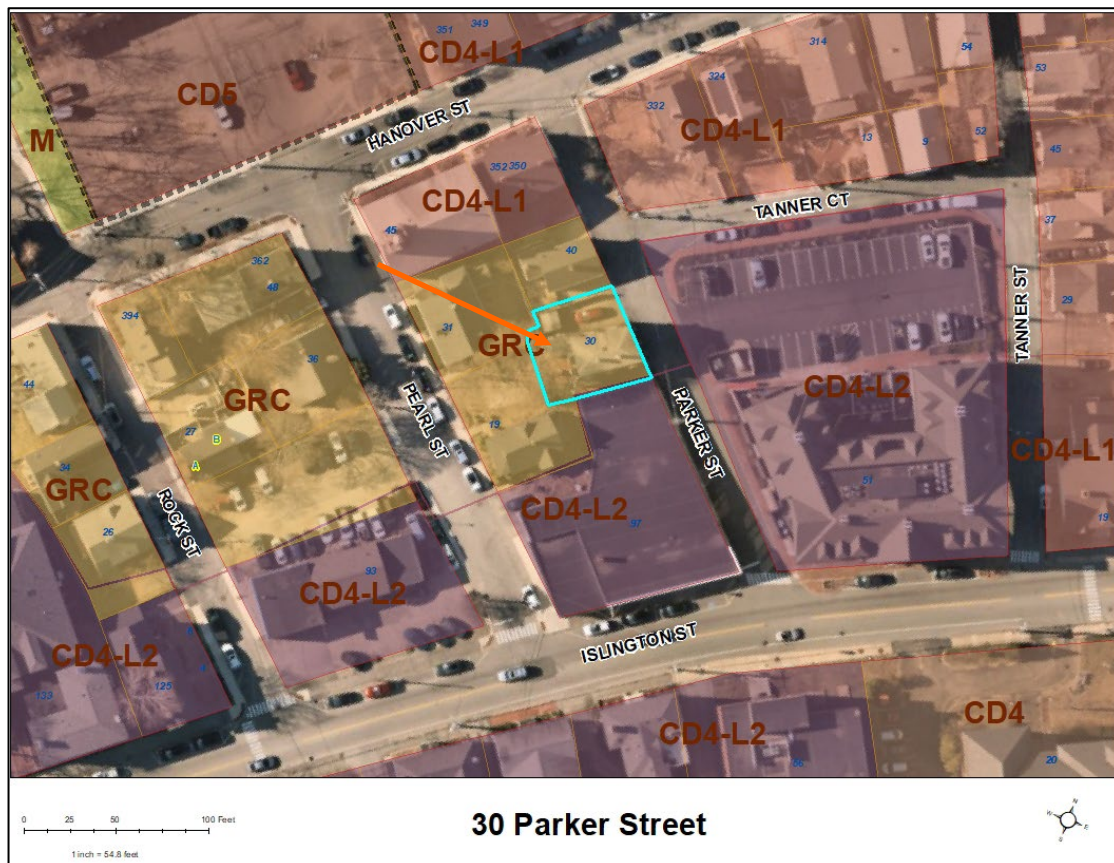 351
349
CD4-L1
314
54
53
324
CD5
332
HANOVER ST
CD4-L1
M
352
350
13
9
52
45
CD4-L1
TANNER CT
37
45
362
40
48
394
31
29
TANNER ST
GRC
30
44
36
CD4-L2
GRC
PEARL ST
PARKER ST
27
B
19
A
34
GRC
CD4-L1
51
ROCK ST
CD4-L2
26
97
19
93
CD4-L2
ISLINGTON ST
CD4-L2
125
CD4
CD4-L2
20
0 25 50 100 Feet
1 inch = 54.8 feet
30 Parker Street
N
E
S
W